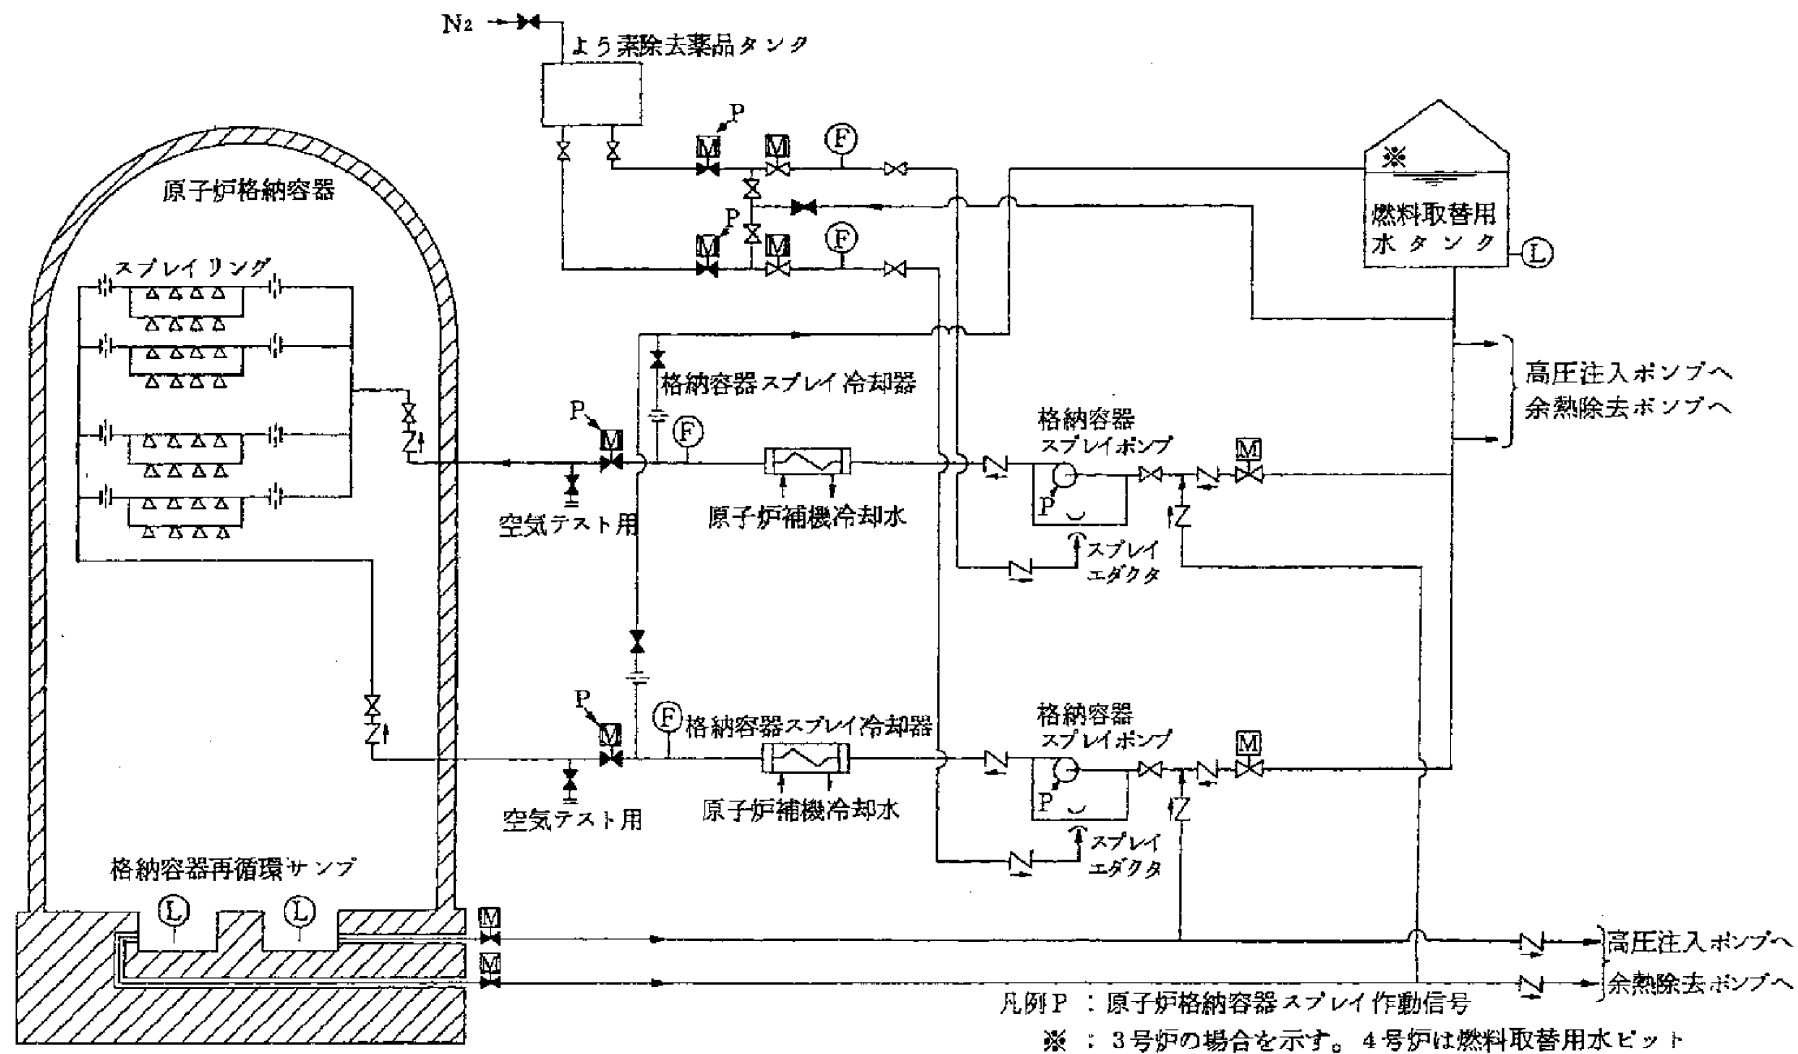 N₂
よう素除去薬品タンク
P
M
M
F
原子炉格納容器
※
燃料取替用
水タンク
L
P
M
M
F
スプレイリング
高圧注入ポンプへ
余熱除去ポンプへ
格納容器スプレイ冷却器
P
M
F
格納容器
スプレイポンプ
M
P
空気テスト用
原子炉補機冷却水
スプレイ
エダクタ
P
M
F
格納容器スプレイ冷却器
格納容器
スプレイポンプ
M
P
空気テスト用
原子炉補機冷却水
スプレイ
エダクタ
格納容器再循環サンプ
L
L
M
M
高圧注入ポンプへ
余熱除去ポンプへ
凡例P:原子炉格納容器スプレイ作動信号
※:3号炉の場合を示す。4号炉は燃料取替用水ピット